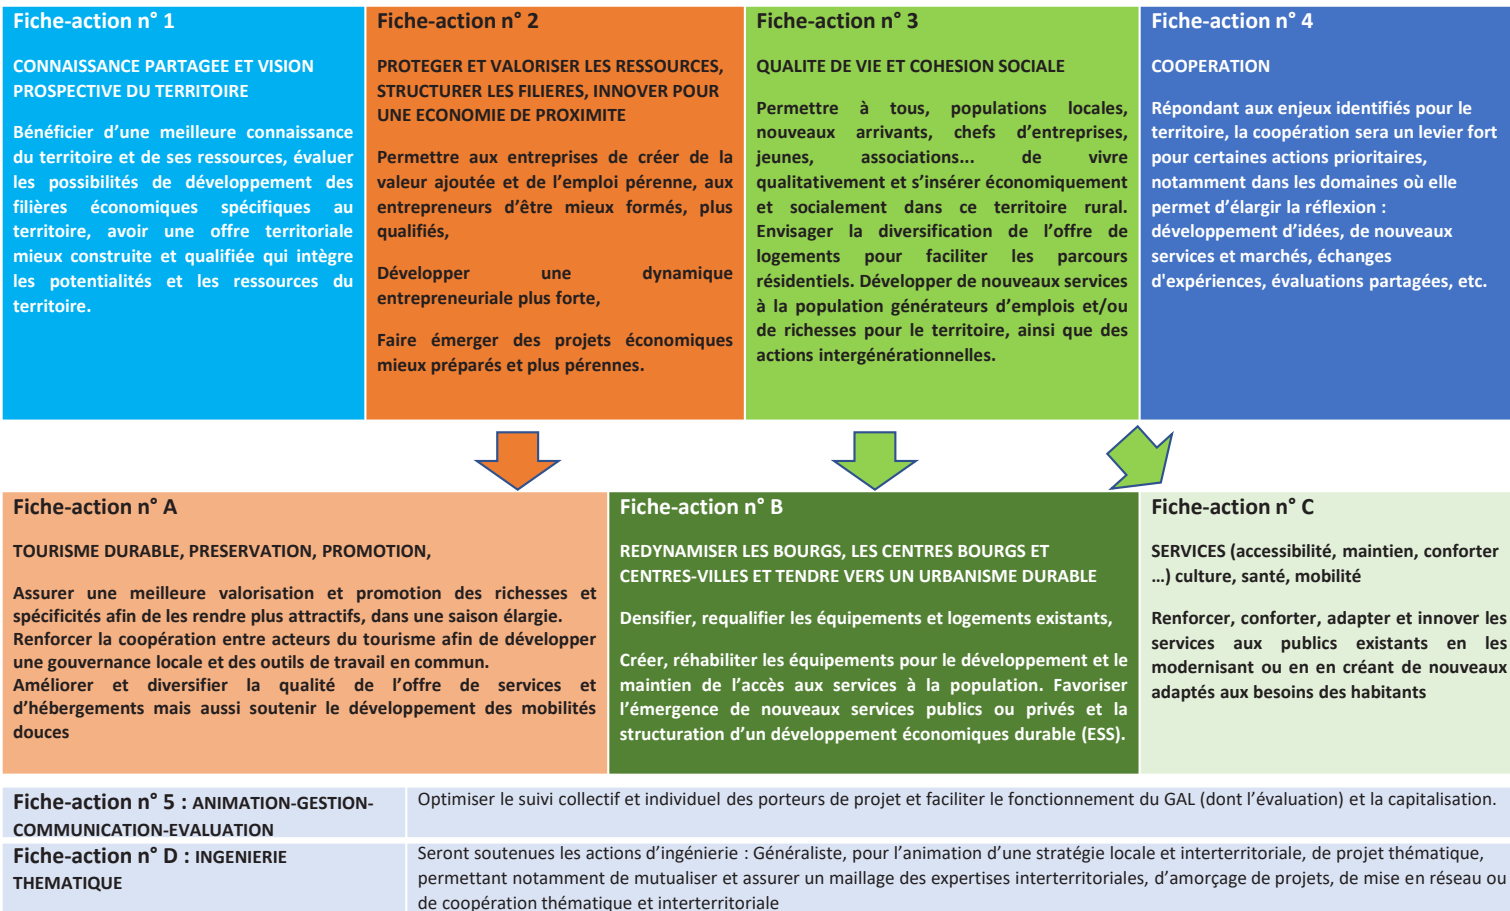 Fiche-action n° 1
CONNAISSANCE PARTAGEE ET VISION
PROSPECTIVE DU TERRITOIRE
Bénéficier d’une meilleure connaissance
du territoire et de ses ressources, évaluer
les possibilités de développement des
filières économiques spécifiques au
territoire, avoir une offre territoriale
mieux construite et qualifiée qui intègre
les potentialités et les ressources du
territoire.
Fiche-action n° 2
PROTEGER ET VALORISER LES RESSOURCES,
STRUCTURER LES FILIERES, INNOVER POUR
UNE ECONOMIE DE PROXIMITE
Permettre aux entreprises de créer de la
valeur ajoutée et de l’emploi pérenne, aux
entrepreneurs d’être mieux formés, plus
qualifiés,
Développer une dynamique
entrepreneuriale plus forte,
Faire émerger des projets économiques
mieux préparés et plus pérennes.
Fiche-action n° 3
QUALITE DE VIE ET COHESION SOCIALE
Permettre à tous, populations locales,
nouveaux arrivants, chefs d’entreprises,
jeunes, associations... de vivre
qualitativement et s’insérer économiquement
et socialement dans ce territoire rural.
Envisager la diversification de l’offre de
logements pour faciliter les parcours
résidentiels. Développer de nouveaux services
à la population générateurs d’emplois et/ou
de richesses pour le territoire, ainsi que des
actions intergénérationnelles.
Fiche-action n° 4
COOPERATION
Répondant aux enjeux identifiés pour le
territoire, la coopération sera un levier fort
pour certaines actions prioritaires,
notamment dans les domaines où elle
permet d’élargir la réflexion :
développement d’idées, de nouveaux
services et marchés, échanges
d'expériences, évaluations partagées, etc.
Fiche-action n° A
TOURISME DURABLE, PRESERVATION, PROMOTION,
Assurer une meilleure valorisation et promotion des richesses et
spécificités afin de les rendre plus attractifs, dans une saison élargie.
Renforcer la coopération entre acteurs du tourisme afin de développer
une gouvernance locale et des outils de travail en commun.
Améliorer et diversifier la qualité de l’offre de services et
d’hébergements mais aussi soutenir le développement des mobilités
douces
Fiche-action n° B
REDYNAMISER LES BOURGS, LES CENTRES BOURGS ET
CENTRES-VILLES ET TENDRE VERS UN URBANISME DURABLE
Densifier, requalifier les équipements et logements existants,
Créer, réhabiliter les équipements pour le développement et le
maintien de l’accès aux services à la population. Favoriser
l’émergence de nouveaux services publics ou privés et la
structuration d’un développement économiques durable (ESS).
Fiche-action n° C
SERVICES (accessibilité, maintien, conforter
…) culture, santé, mobilité
Renforcer, conforter, adapter et innover les
services aux publics existants en les
modernisant ou en en créant de nouveaux
adaptés aux besoins des habitants
Fiche-action n° 5 : ANIMATION-GESTION-
COMMUNICATION-EVALUATION
Optimiser le suivi collectif et individuel des porteurs de projet et faciliter le fonctionnement du GAL (dont l’évaluation) et la capitalisation.
Fiche-action n° D : INGENIERIE
THEMATIQUE
Seront soutenues les actions d’ingénierie : Généraliste, pour l’animation d’une stratégie locale et interterritoriale, de projet thématique,
permettant notamment de mutualiser et assurer un maillage des expertises interterritoriales, d’amorçage de projets, de mise en réseau ou
de coopération thématique et interterritoriale